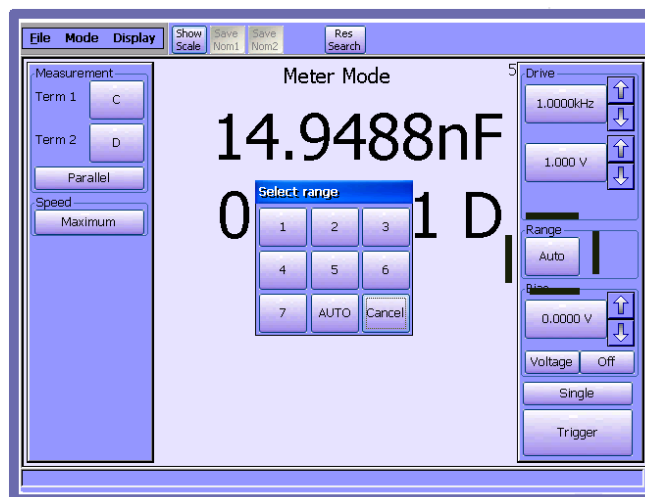 File Mode Display
Show Scale
Save Nom1
Save Nom2
Res Search
Measurement
Term 1 C
Term 2 D
Parallel
Speed
Maximum
Meter Mode
5
14.9488nF
0
1 D
Select range
1 2 3
4 5 6
7 AUTO Cancel
Drive
1.0000kHz
1.000 V
Range
Auto
0.0000 V
Voltage Off
Single
Trigger